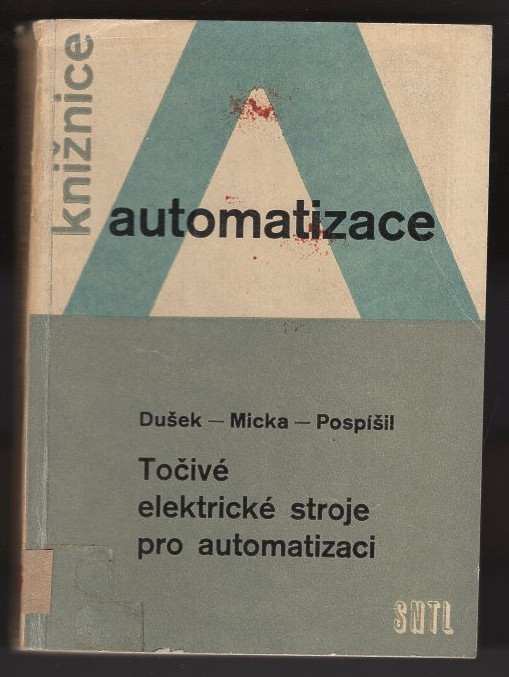 knižnice
automatizace
Dušek – Micka – Pospíšil
Točivé
elektrické stroje
pro automatizaci
SNTL